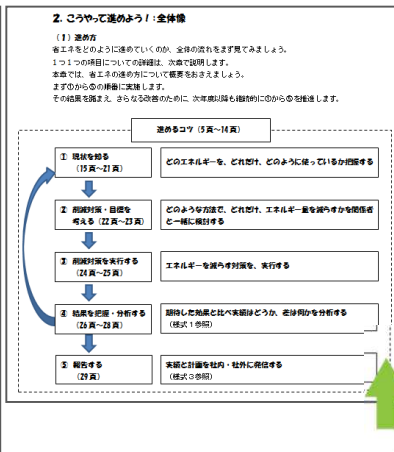 2. こうやって進めよう！：全体像
（１）進め方
省エネをどのように進めていくのか、全体の流れをまず見てみましょう。
１つ１つの項目についての詳細は、次章で説明します。
本章では、省エネの進め方について概要をおさえましょう。
まず①から⑤の順番に実施します。
その結果を踏まえ、さらなる改善のために、次年度以降も継続的に①から⑤を推進します。
進めるコツ（5頁～14頁）
① 現状を知る
（15頁～21頁）
どのエネルギーを、どれだけ、どのように使っているか把握する
② 削減対策・目標を
考える（22頁～23頁）
どのような方法で、どれだけ、エネルギー量を減らすかを関係者
と一緒に検討する
③ 削減対策を実行する
（24頁～25頁）
エネルギーを減らす対策を、実行する
④ 結果を把握・分析する
（26頁～28頁）
期待した効果と比べ実績はどうか、差は何かを分析する
（様式１参照）
⑤ 報告する
（29頁）
実績と計画を社内・社外に発信する
（様式３参照）